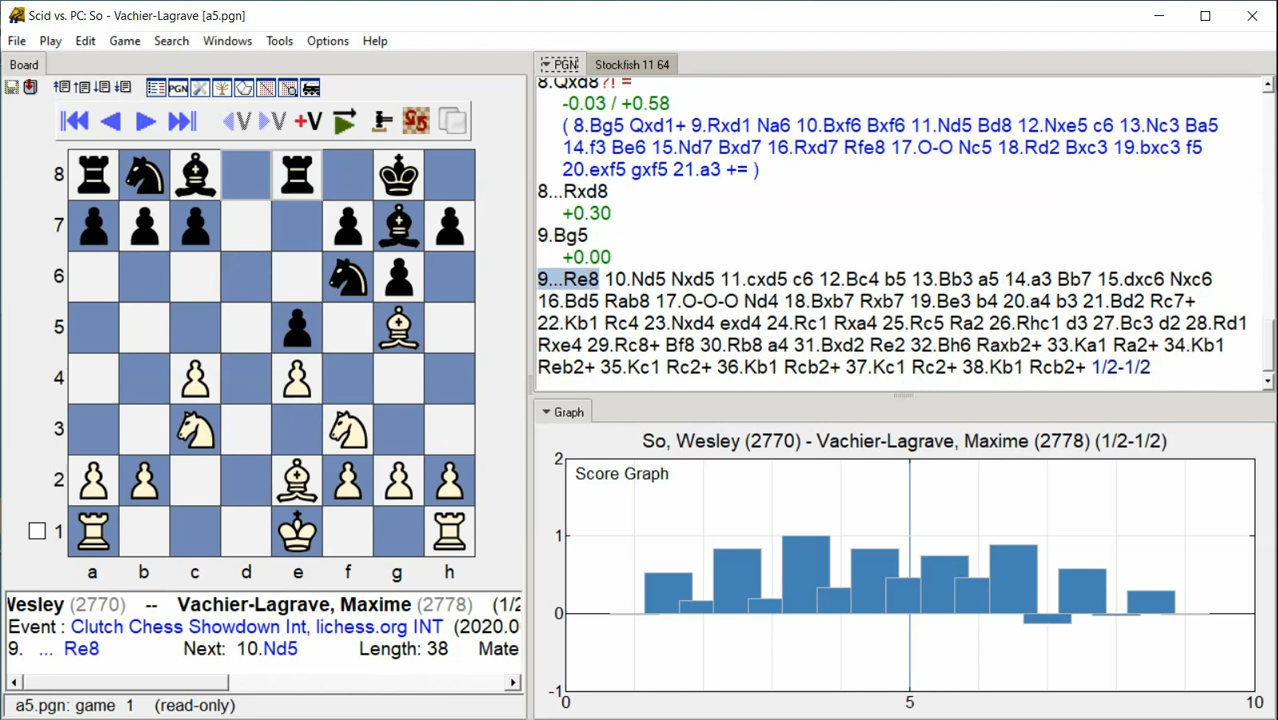 Scid vs. PC: So - Vachier-Lagrave [a5.pgn]
File Play Edit Game Search Windows Tools Options Help
Board
PGN
V V +V
8
7
6
5
4
3
2
1
a b c d e f g h
Wesley (2770) -- Vachier-Lagrave, Maxime (2778) (1/2
Event : Clutch Chess Showdown Int, lichess.org INT (2020.0
9. ... Re8 Next: 10.Nd5 Length: 38 Mate
a5.pgn: game 1 (read-only)
PGN Stockfish 11 64
8.Qxd8?! =
-0.03 / +0.58
( 8.Bg5 Qxd1+ 9.Rxd1 Na6 10.Bxf6 Bxf6 11.Nd5 Bd8 12.Nxe5 c6 13.Nc3 Ba5
14.f3 Be6 15.Nd7 Bxd7 16.Rxd7 Rfe8 17.O-O Nc5 18.Rd2 Bxc3 19.bxc3 f5
20.exf5 gxf5 21.a3 += )
8...Rxd8
+0.30
9.Bg5
+0.00
9...Re8 10.Nd5 Nxd5 11.cxd5 c6 12.Bc4 b5 13.Bb3 a5 14.a3 Bb7 15.dxc6 Nxc6
16.Bd5 Rab8 17.O-O-O Nd4 18.Bxb7 Rxb7 19.Be3 b4 20.a4 b3 21.Bd2 Rc7+
22.Kb1 Rc4 23.Nxd4 exd4 24.Rc1 Rxa4 25.Rc5 Ra2 26.Rhc1 d3 27.Bc3 d2 28.Rd1
Rxe4 29.Rc8+ Bf8 30.Rb8 a4 31.Bxd2 Re2 32.Bh6 Raxb2+ 33.Ka1 Ra2+ 34.Kb1
Reb2+ 35.Kc1 Rc2+ 36.Kb1 Rcb2+ 37.Kc1 Rc2+ 38.Kb1 Rcb2+ 1/2-1/2
Graph
So, Wesley (2770) - Vachier-Lagrave, Maxime (2778) (1/2-1/2)
Score Graph
2
1
0
-1
0 5 10